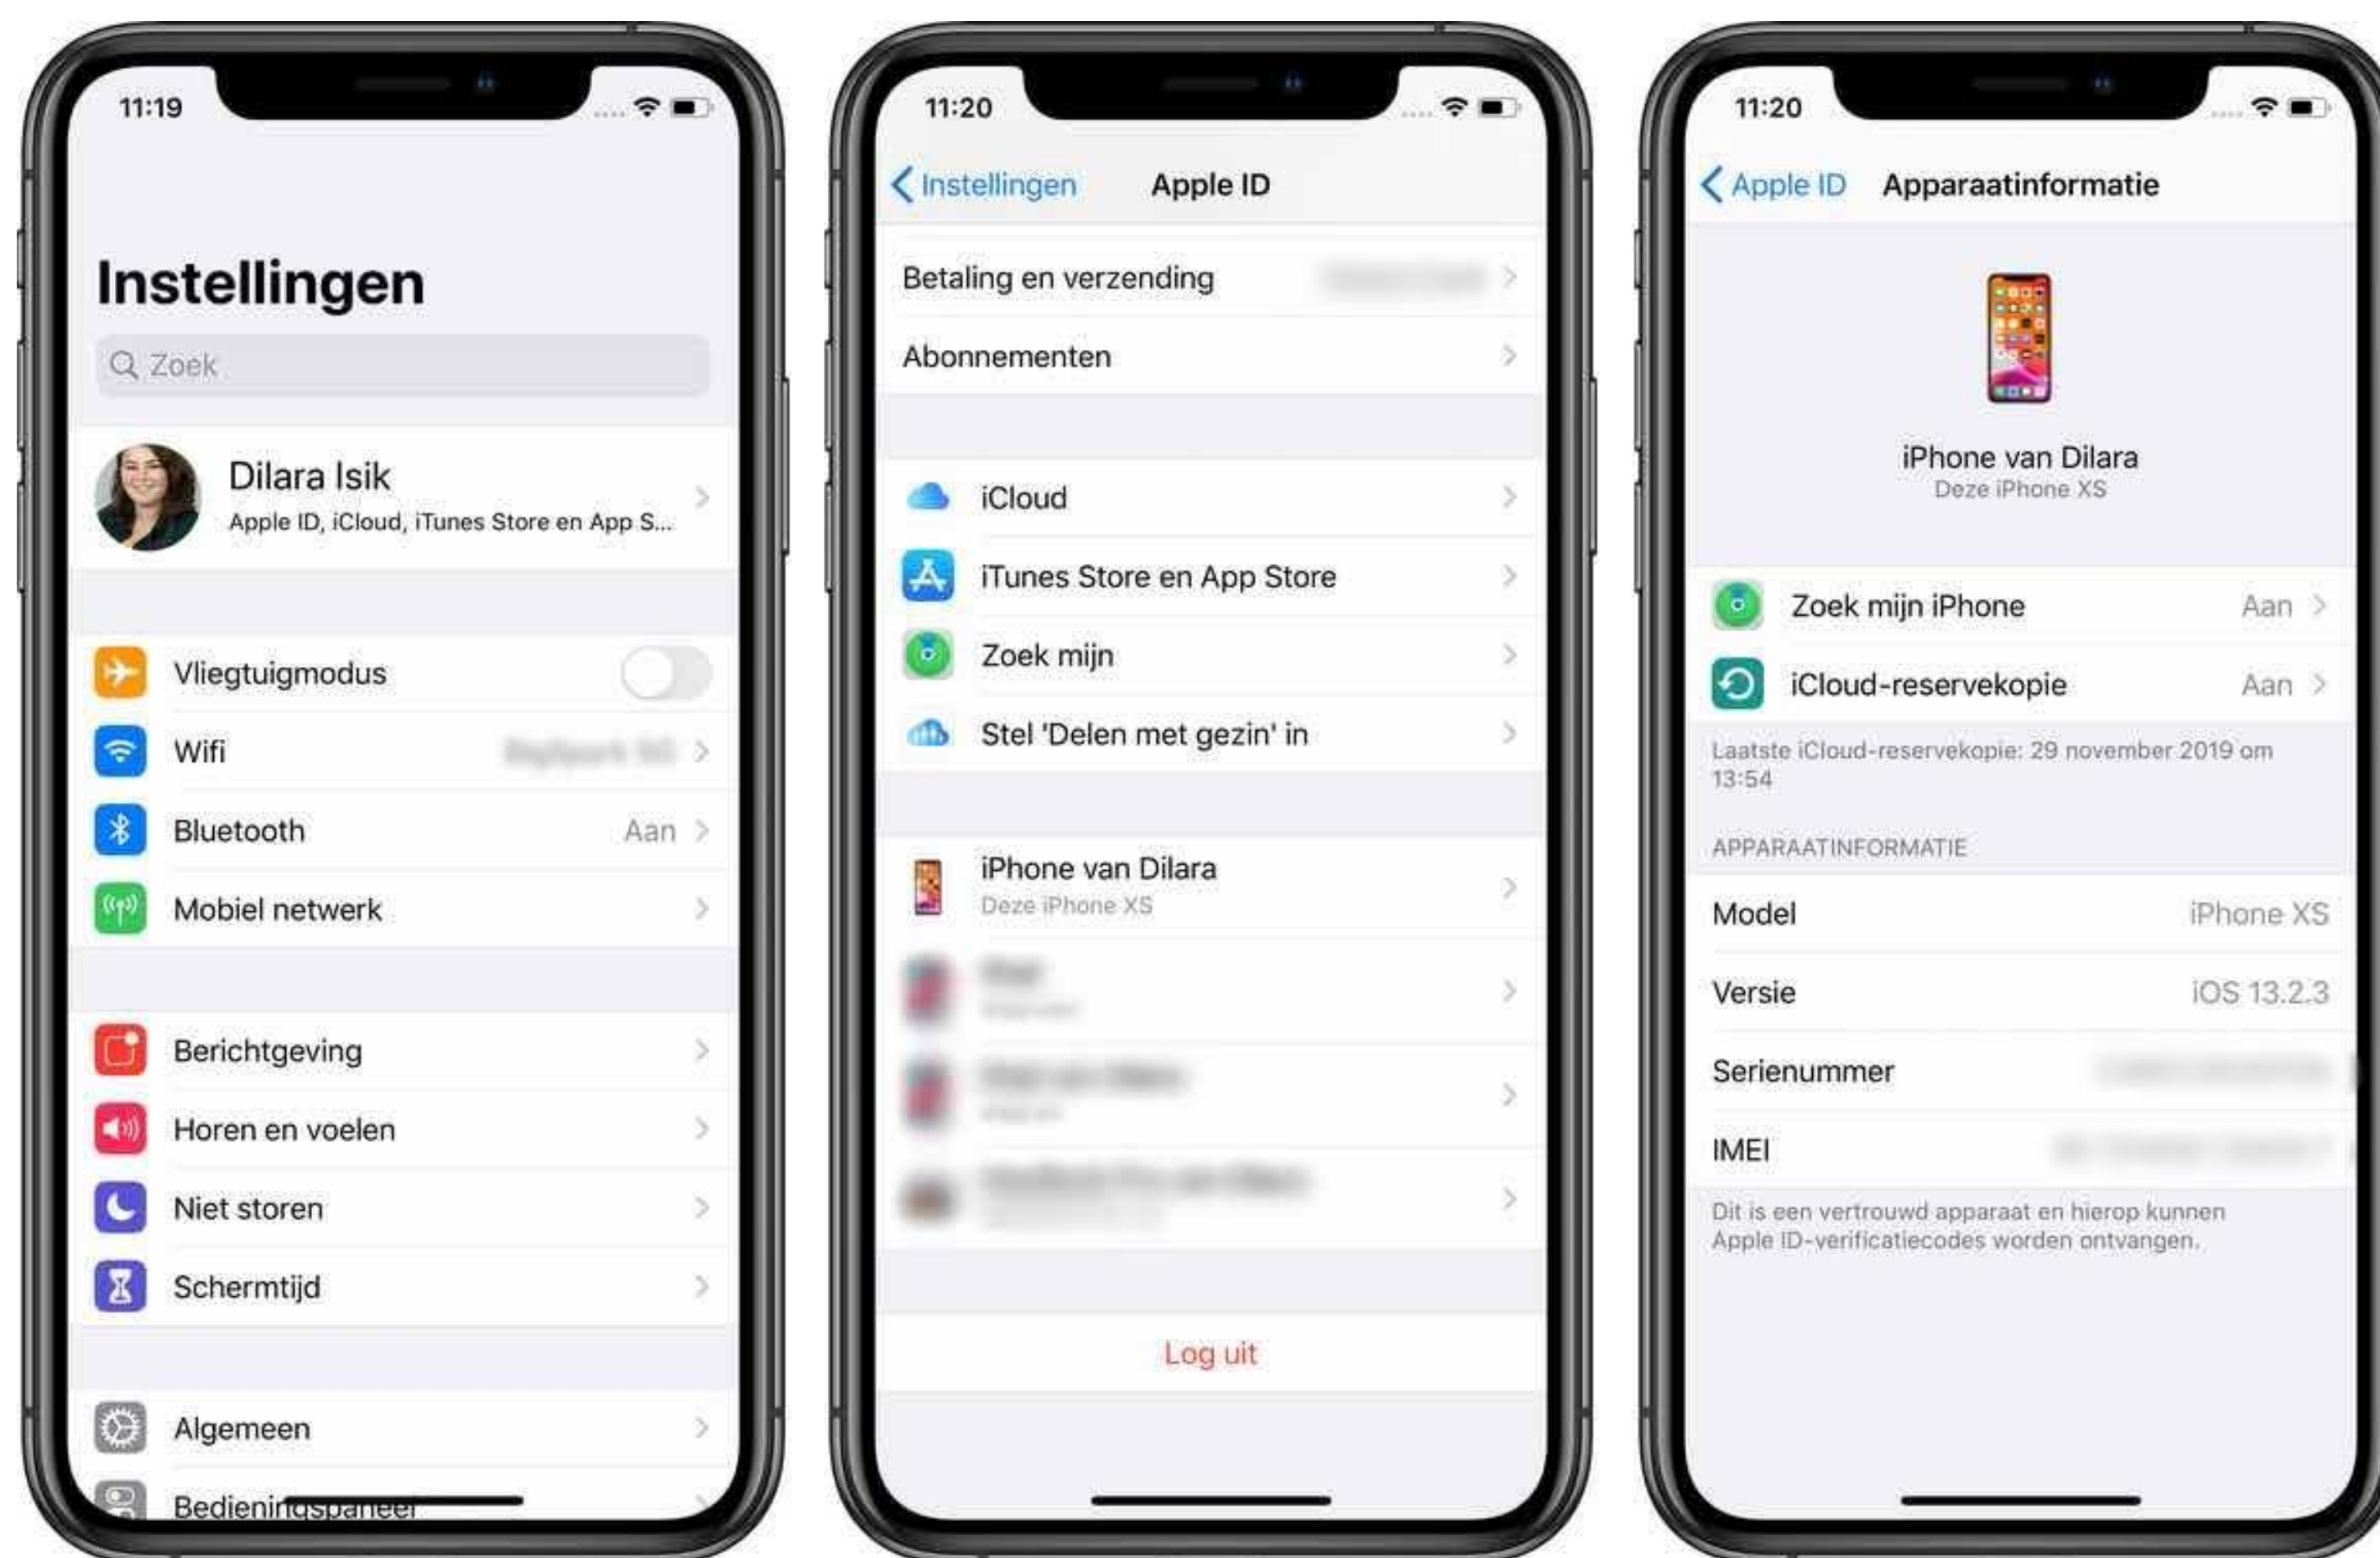 11:19
Instellingen
Zoek
Dilara Isik
Apple ID, iCloud, iTunes Store en App S...
Vliegtuigmodus
Wifi
Bluetooth Aan
Mobiel netwerk
Berichtgeving
Horen en voelen
Niet storen
Schermtijd
Algemeen
Bedieningspaneel
11:20
Instellingen Apple ID
Betaling en verzending
Abonnementen
iCloud
iTunes Store en App Store
Zoek mijn
Stel 'Delen met gezin' in
iPhone van Dilara
Deze iPhone XS
Log uit
11:20
Apple ID Apparaatinformatie
iPhone van Dilara
Deze iPhone XS
Zoek mijn iPhone Aan
iCloud-reservekopie Aan
Laatste iCloud-reservekopie: 29 november 2019 om
13:54
APPARAATINFORMATIE
Model iPhone XS
Versie iOS 13.2.3
Serienummer
IMEI
Dit is een vertrouwd apparaat en hierop kunnen
Apple ID-verificatiecodes worden ontvangen.